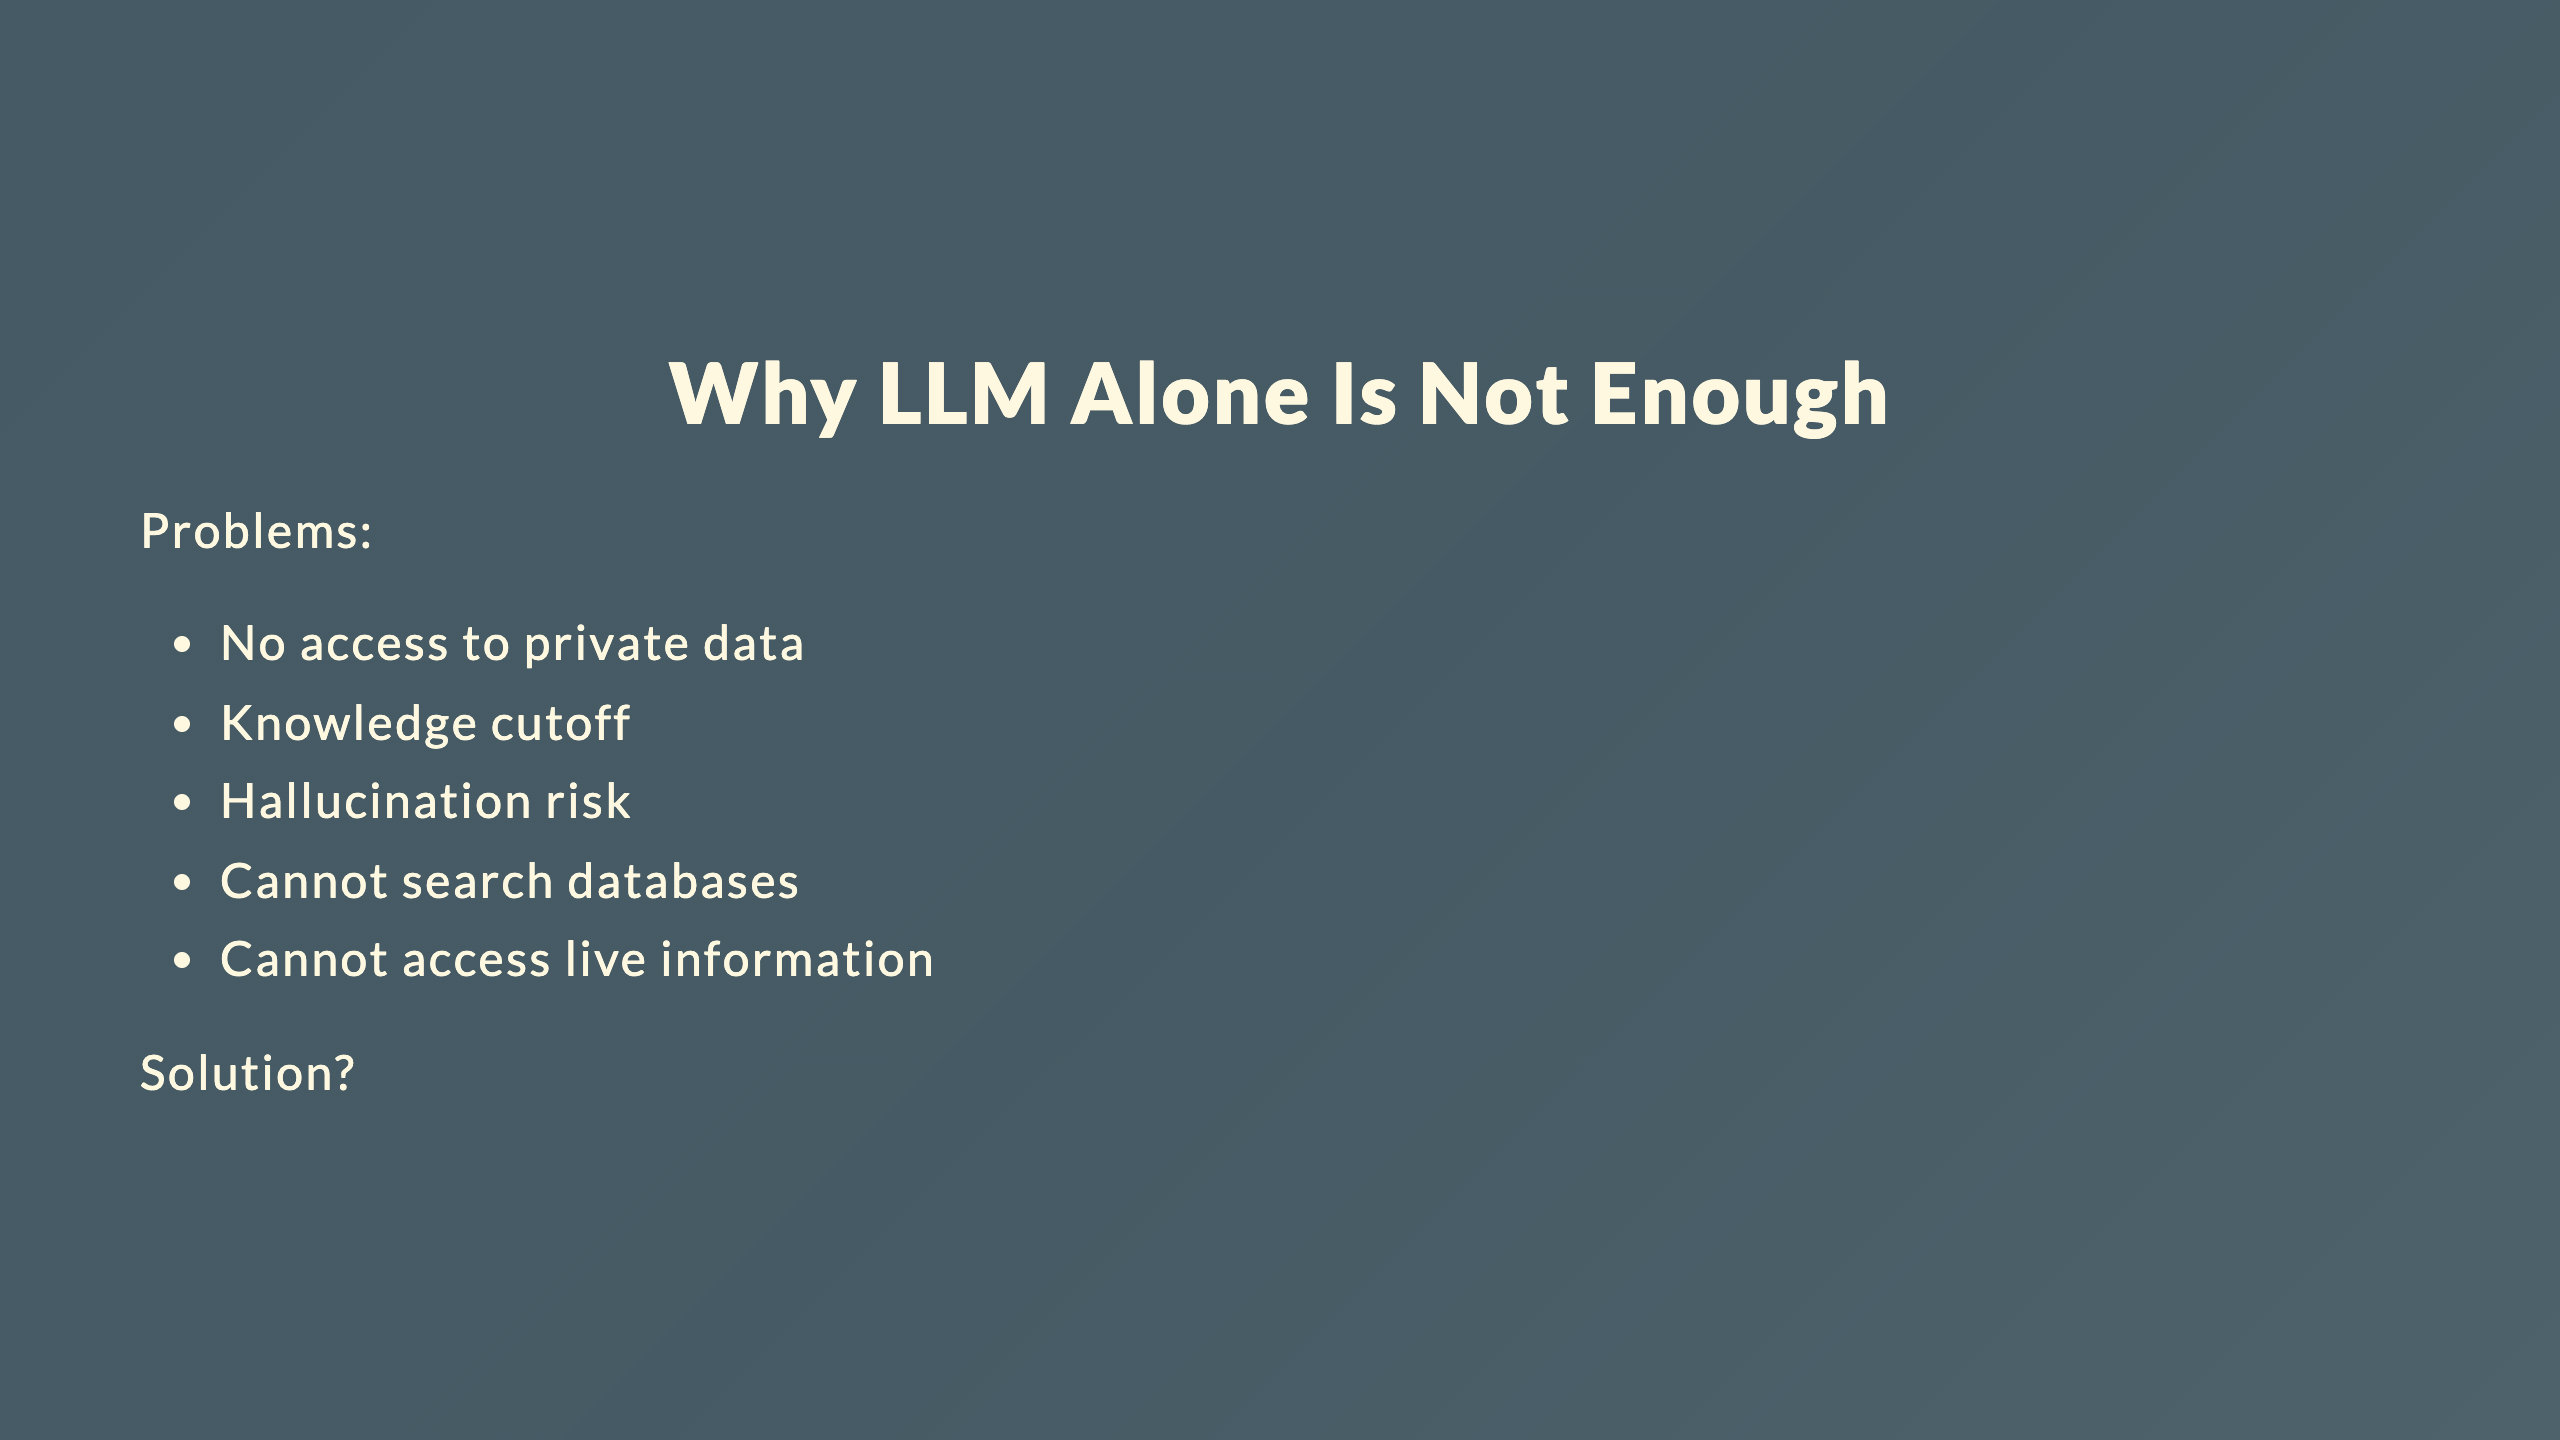 Why LLM Alone Is Not Enough
Problems:
• No access to private data
• Knowledge cutoff
• Hallucination risk
• Cannot search databases
• Cannot access live information
Solution?